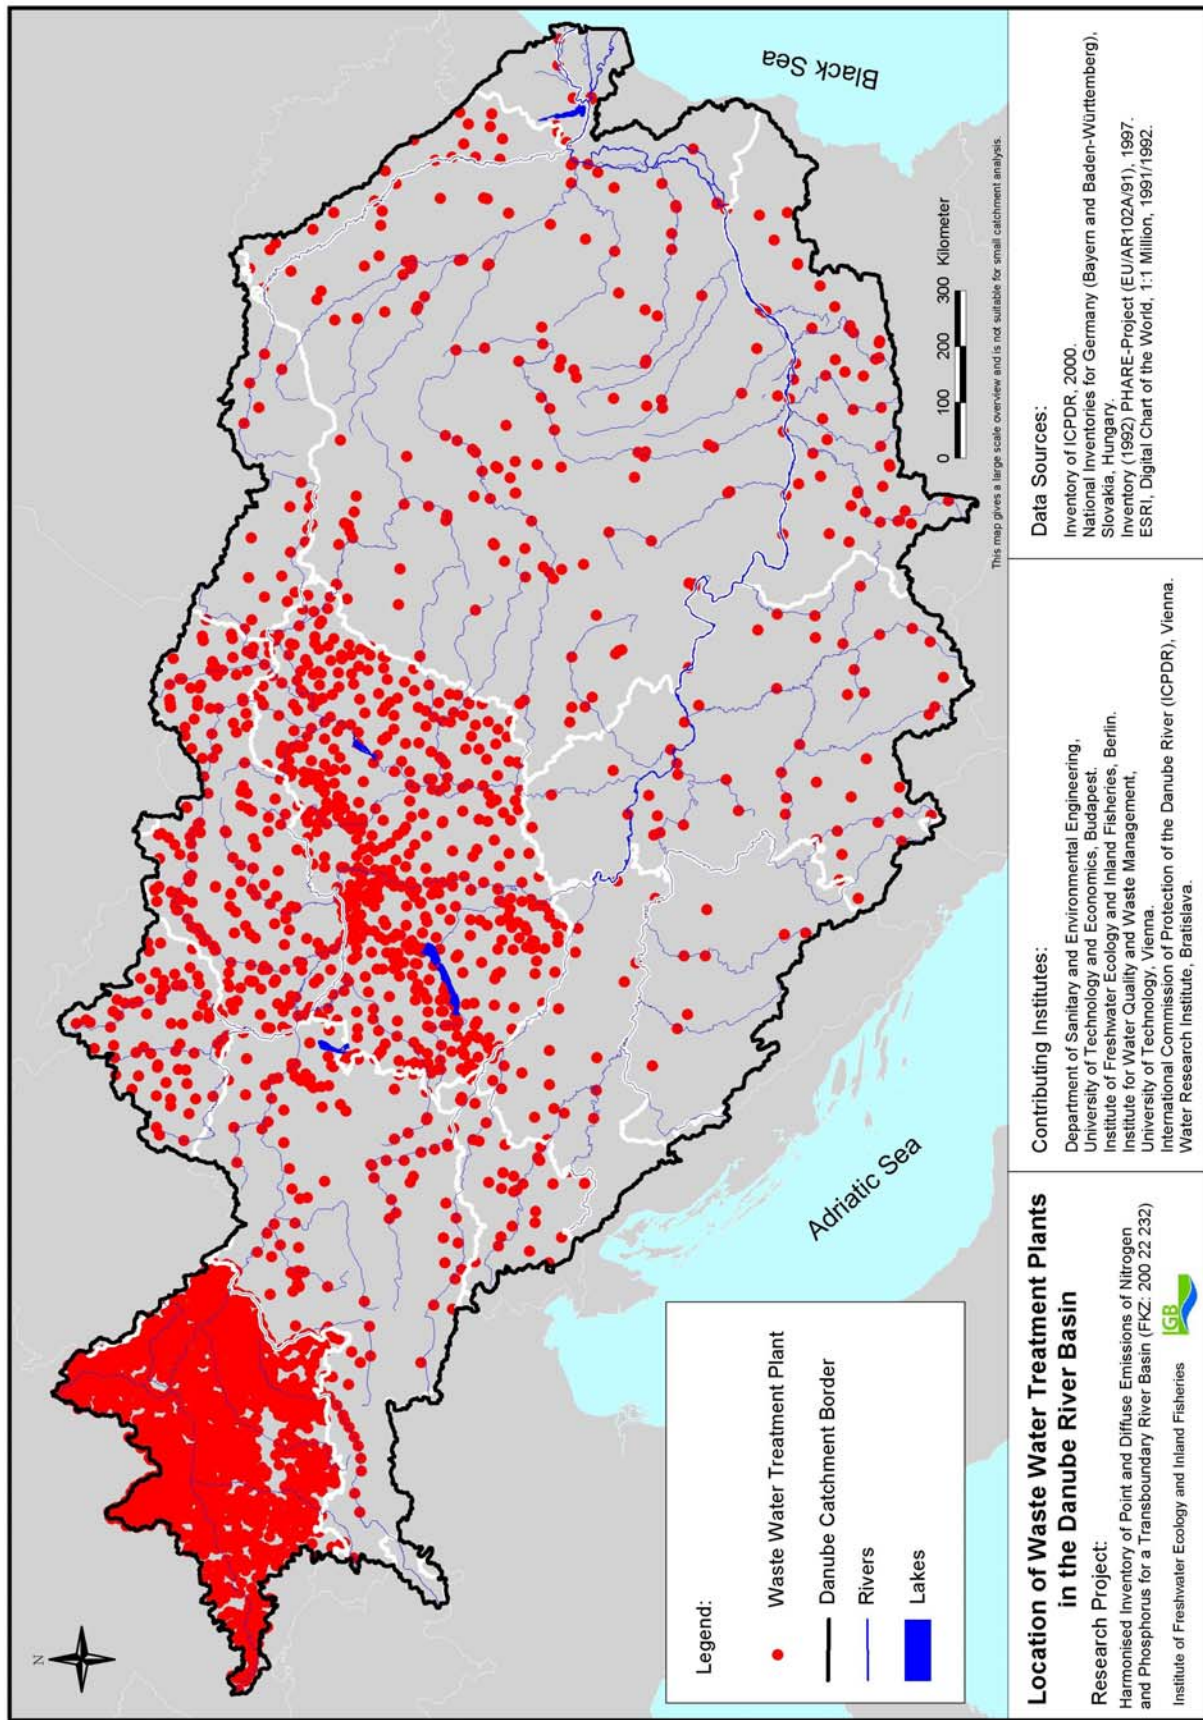 N
Black Sea
Adriatic Sea
Legend:
Waste Water Treatment Plant
Danube Catchment Border
Rivers
Lakes
0 100 200 300 Kilometer
This map gives a large scale overview and is not suitable for small catchment analysis.
Location of Waste Water Treatment Plants
in the Danube River Basin
Research Project:
Harmonised Inventory of Point and Diffuse Emissions of Nitrogen
and Phosphorus for a Transboundary River Basin (FKZ: 200 22 232)
Institute of Freshwater Ecology and Inland Fisheries
IGB
Contributing Institutes:
Department of Sanitary and Environmental Engineering,
University of Technology and Economics, Budapest.
Institute of Freshwater Ecology and Inland Fisheries, Berlin.
Institute for Water Quality and Waste Management,
University of Technology, Vienna.
International Commission of Protection of the Danube River (ICPDR), Vienna.
Water Research Institute, Bratislava.
Data Sources:
Inventory of ICPDR, 2000.
National Inventories for Germany (Bayern and Baden-Württemberg),
Slovakia, Hungary.
Inventory (1992) PHARE-Project (EU/AR102A/91), 1997.
ESRI, Digital Chart of the World, 1:1 Million, 1991/1992.